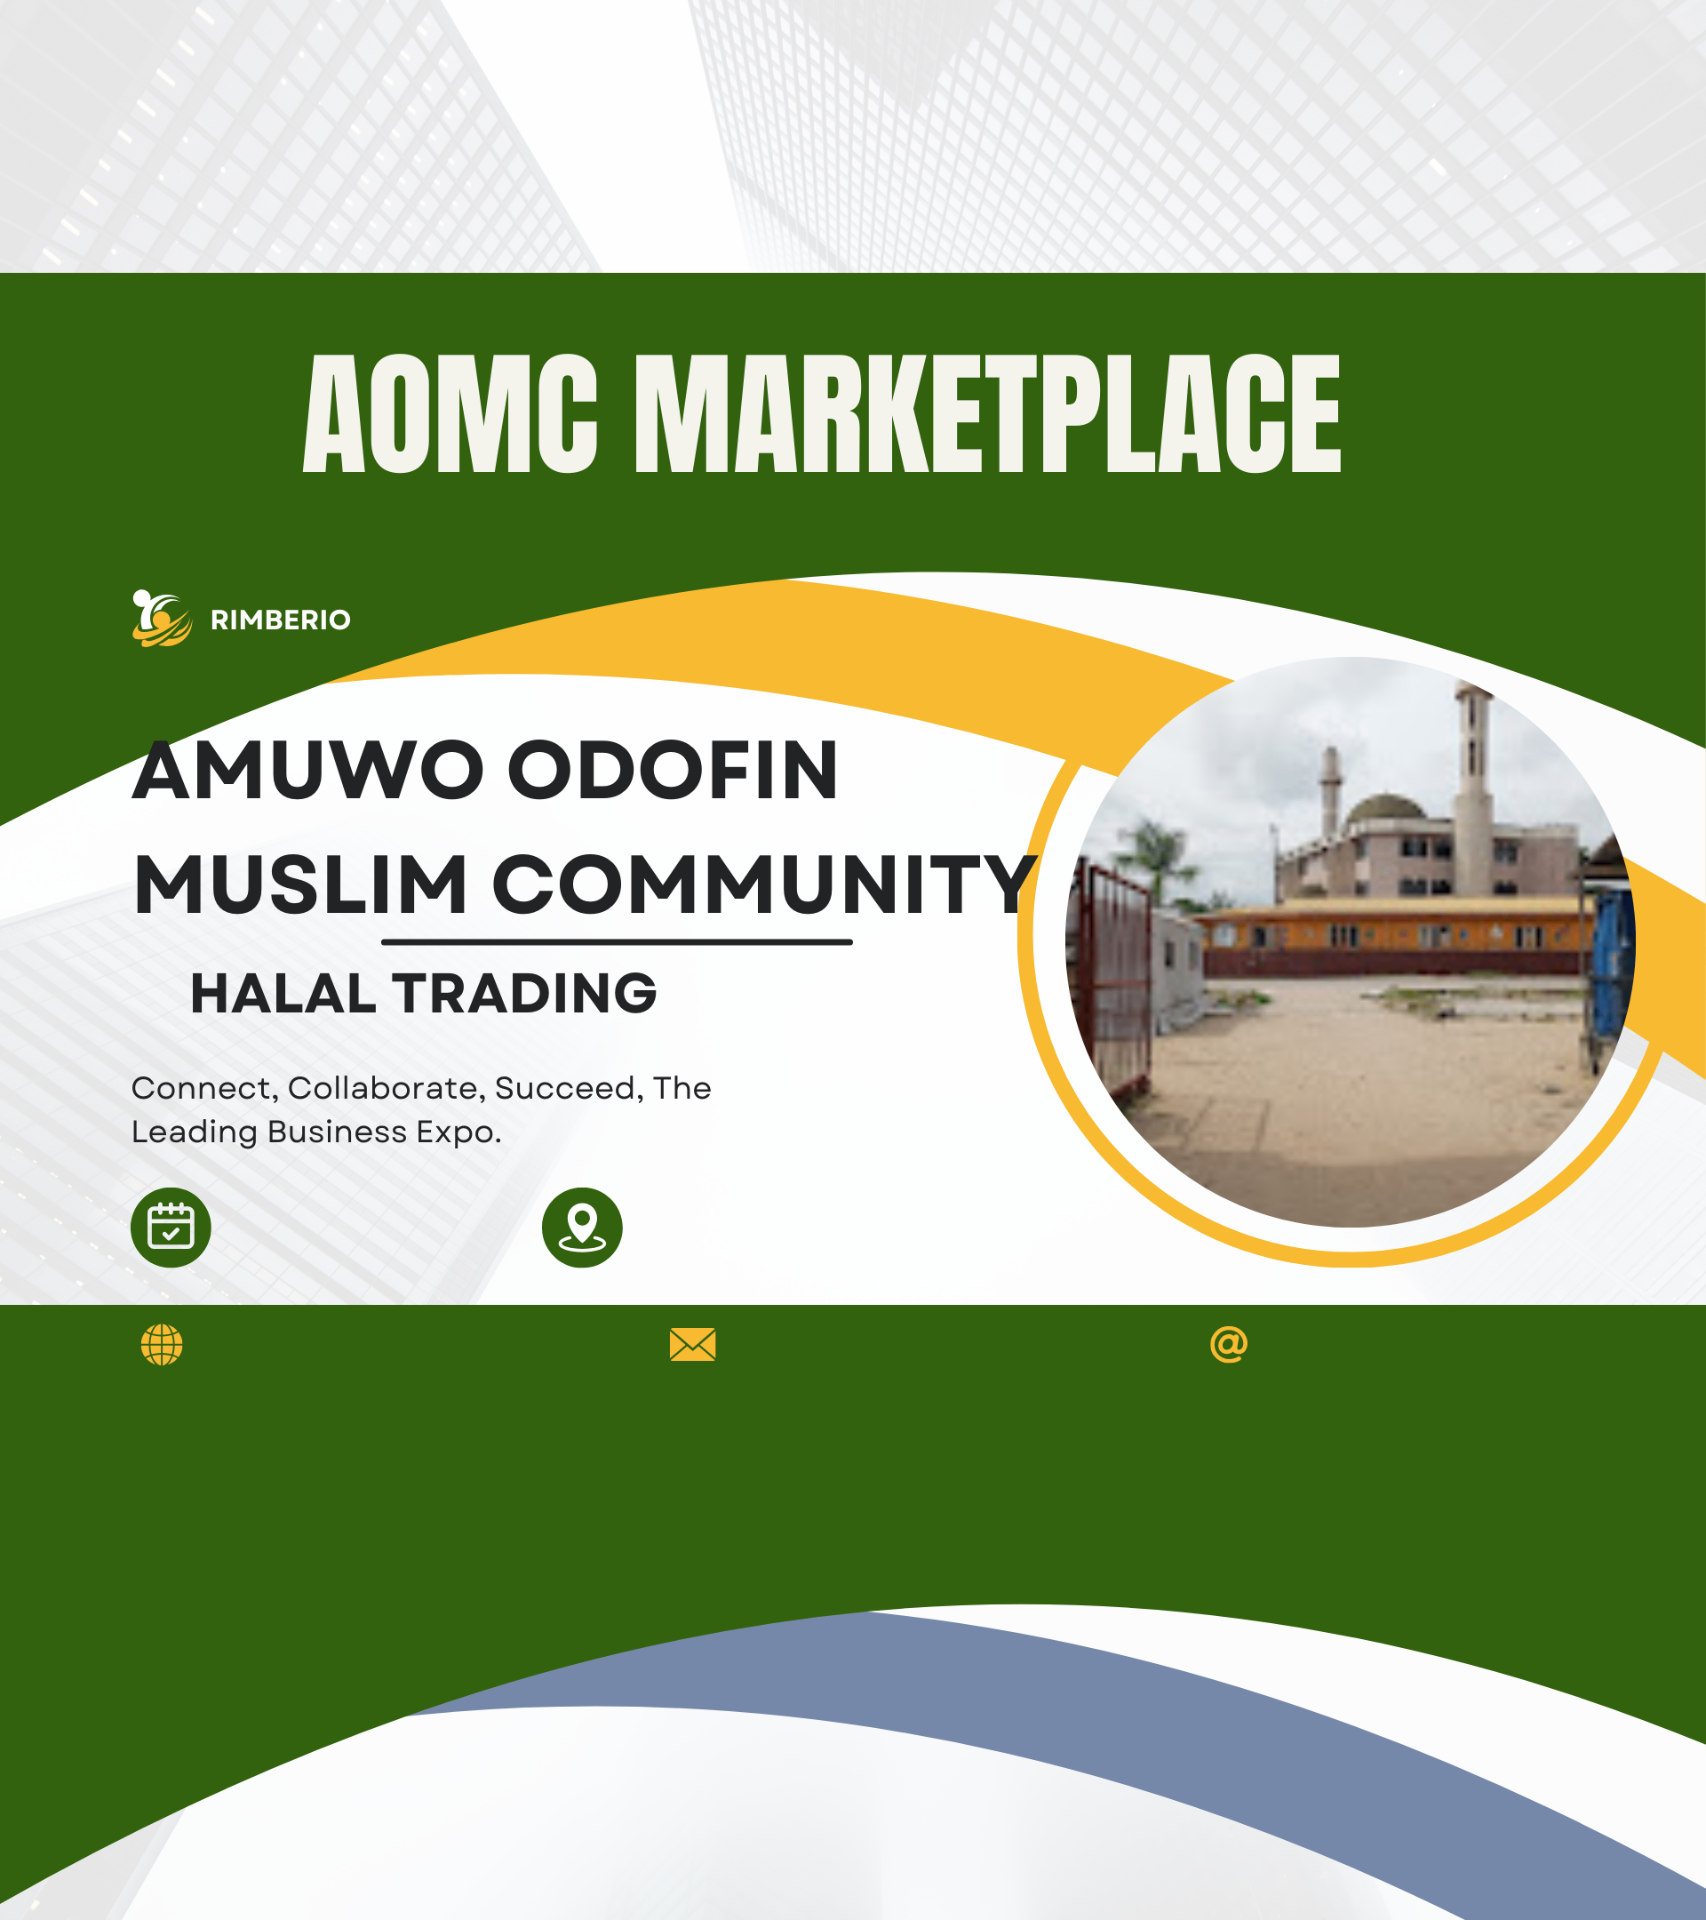 AOMC MARKETPLACE
RIMBERIO
AMUWO ODOFIN
MUSLIM COMMUNITY
HALAL TRADING
Connect, Collaborate, Succeed, The
Leading Business Expo.